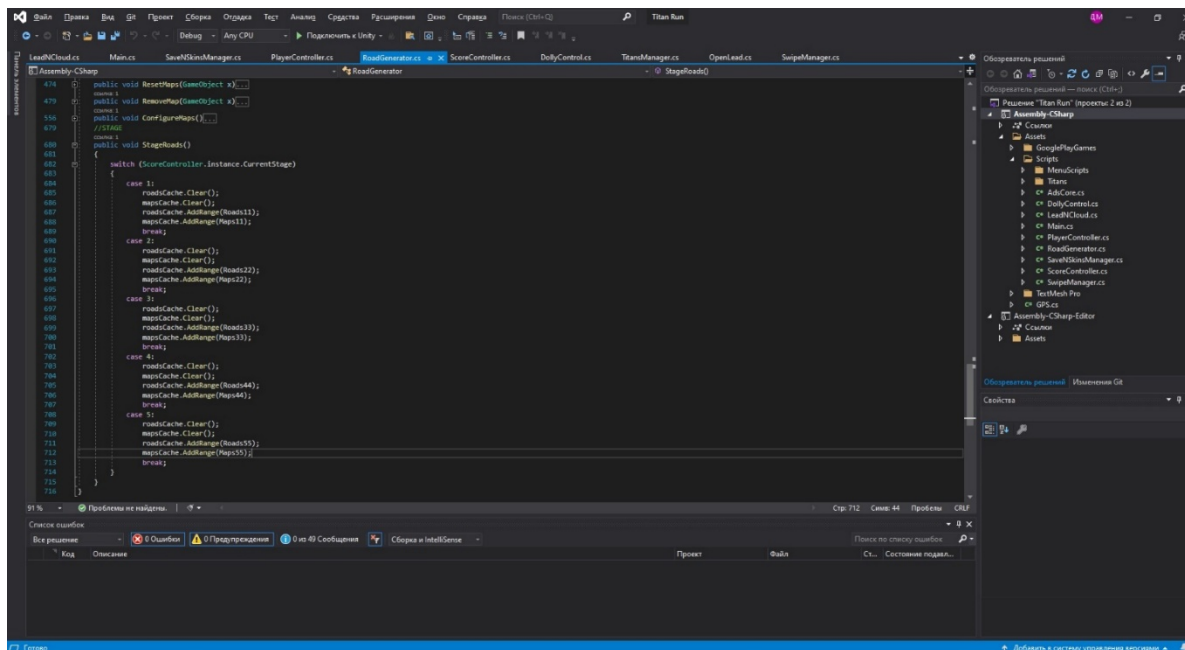 Файл Правка Вид Git Проект Сборка Отладка Тест Анализ Средства Расширения Окно Справка Поиск (Ctrl+Q) Titan Run ДМ
Debug Any CPU Подключить к Unity
LeadNCloud.cs Main.cs SaveNSkinsManager.cs PlayerController.cs RoadGenerator.cs ScoreController.cs DollyControl.cs TitansManager.cs OpenLead.cs SwipeManager.cs
Assembly-CSharp RoadGenerator StageRoads()
Панель элементов
474 public void ResetMaps(GameObject x)...
ссылка: 1
479 public void RemoveMap(GameObject x)...
ссылка: 1
556 public void ConfigureMaps()...
679 //STAGE
ссылка: 1
680 public void StageRoads()
681 {
682 switch (ScoreController.instance.CurrentStage)
683 {
684 case 1:
685 roadsCache.Clear();
686 mapsCache.Clear();
687 roadsCache.AddRange(Roads11);
688 mapsCache.AddRange(Maps11);
689 break;
690 case 2:
691 roadsCache.Clear();
692 mapsCache.Clear();
693 roadsCache.AddRange(Roads22);
694 mapsCache.AddRange(Maps22);
695 break;
696 case 3:
697 roadsCache.Clear();
698 mapsCache.Clear();
699 roadsCache.AddRange(Roads33);
700 mapsCache.AddRange(Maps33);
701 break;
702 case 4:
703 roadsCache.Clear();
704 mapsCache.Clear();
705 roadsCache.AddRange(Roads44);
706 mapsCache.AddRange(Maps44);
707 break;
708 case 5:
709 roadsCache.Clear();
710 mapsCache.Clear();
711 roadsCache.AddRange(Roads55);
712 mapsCache.AddRange(Maps55);
713 break;
714 }
715 }
716 }
91 % Проблемы не найдены. Стр: 712 Симв: 44 Пробелы CRLF
Список ошибок
Все решение 0 Ошибки 0 Предупреждения 0 из 49 Сообщения Сборка и IntelliSense Поиск по списку ошибок
Код Описание Проект Файл Ст... Состояние подавл...
Обозреватель решений
Обозреватель решений — поиск (Ctrl+;)
Решение "Titan Run" (проекты: 2 из 2)
Assembly-CSharp
Ссылки
Assets
GooglePlayGames
Scripts
MenuScripts
Titans
C# AdsCore.cs
C# DollyControl.cs
C# LeadNCloud.cs
C# Main.cs
C# PlayerController.cs
C# RoadGenerator.cs
C# SaveNSkinsManager.cs
C# ScoreController.cs
C# SwipeManager.cs
TextMesh Pro
C# GPS.cs
Assembly-CSharp-Editor
Ссылки
Assets
Обозреватель решений Изменения Git
Свойства
Готово Добавить в систему управления версиями